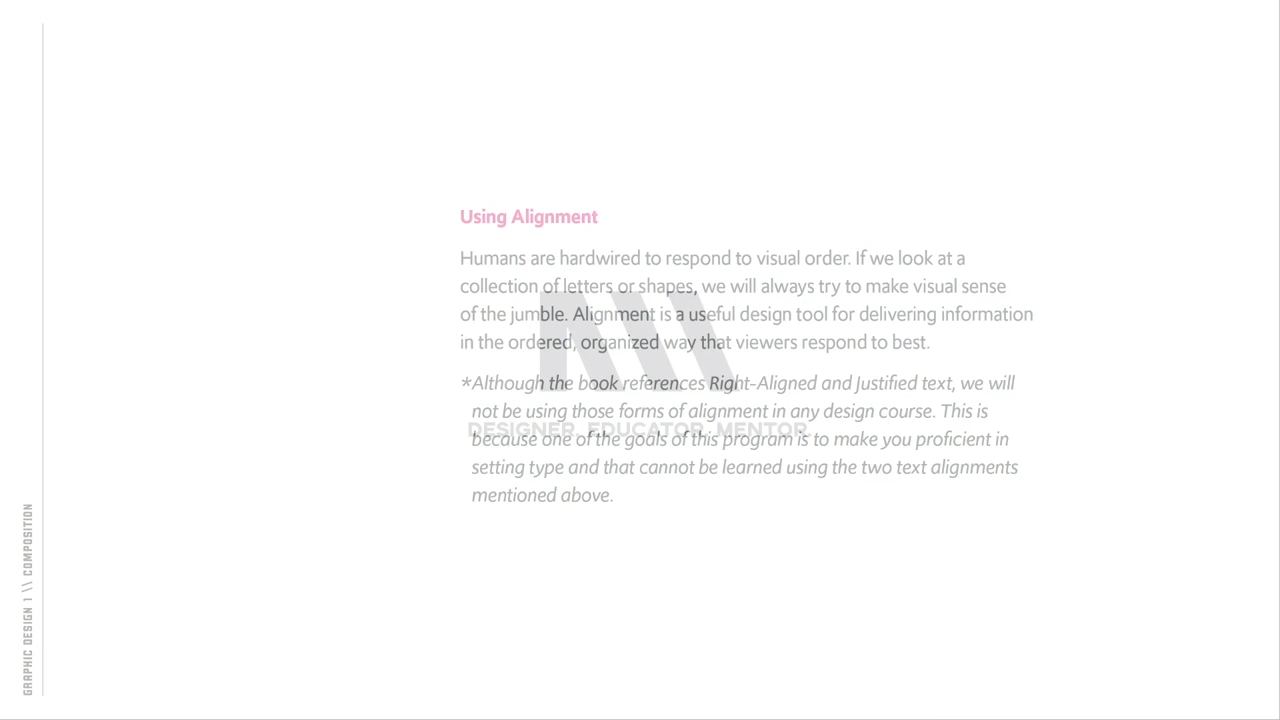 Using Alignment
Humans are hardwired to respond to visual order. If we look at a
collection of letters or shapes, we will always try to make visual sense
of the jumble. Alignment is a useful design tool for delivering information
in the ordered, organized way that viewers respond to best.
*Although the book references Right-Aligned and Justified text, we will
not be using those forms of alignment in any design course. This is
DESIGNER. EDUCATOR. MENTOR.
because one of the goals of this program is to make you proficient in
setting type and that cannot be learned using the two text alignments
mentioned above.
GRAPHIC DESIGN 1 \\ COMPOSITION